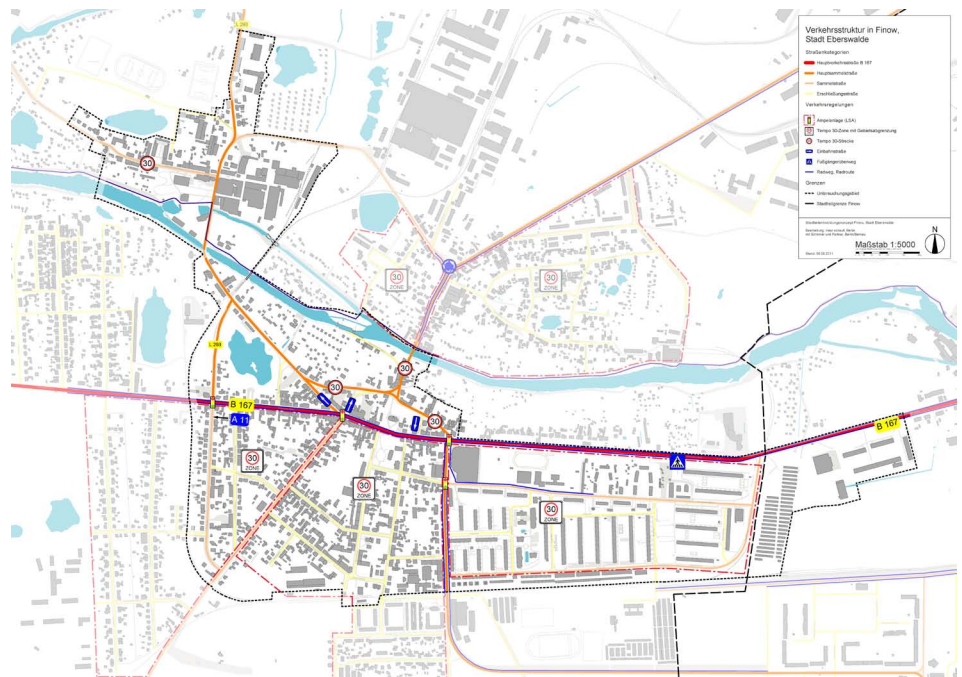 L 293
Verkehrsstruktur in Finow,
Stadt Eberswalde
Straßenkategorien
Hauptverkehrsstraße B 167
Hauptsammelstraße
Sammelstraße
Erschließungsstraße
Verkehrsregelungen
Ampelanlage (LSA)
Tempo 30-Zone mit Gebietsabgrenzung
Tempo 30-Strecke
Einbahnstraße
Fußgängerüberweg
Radweg, Radroute
Grenzen
Untersuchungsgebiet
Stadtteilgrenze Finow
N
Maßstab 1:5000
30
30
ZONE
30
ZONE
L 293
30
30
30
B 167
A 11
B 167
30
ZONE
30
ZONE
30
ZONE